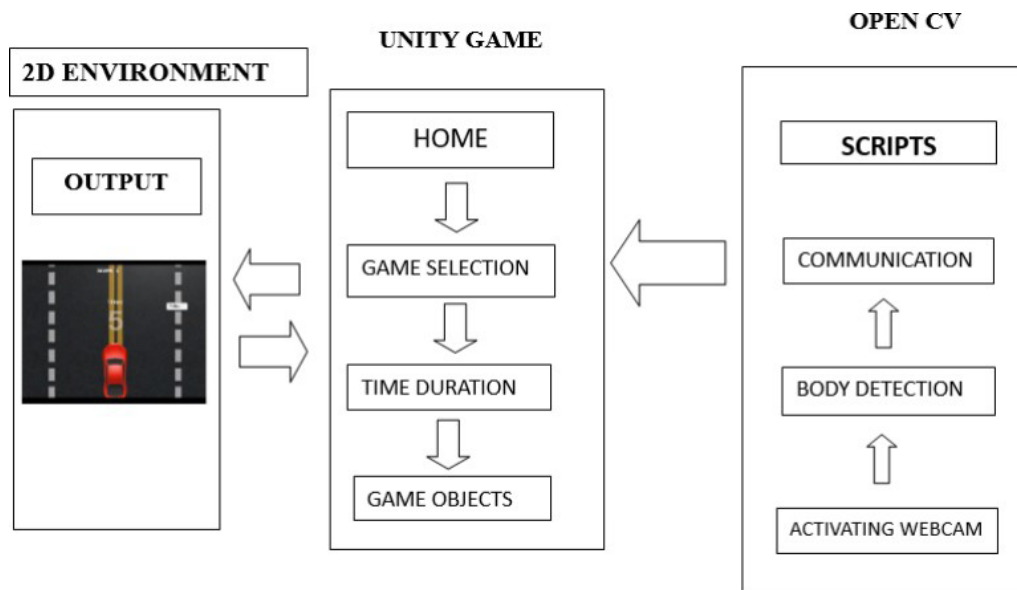 2D ENVIRONMENT
OUTPUT
5
UNITY GAME
HOME
GAME SELECTION
TIME DURATION
GAME OBJECTS
OPEN CV
SCRIPTS
COMMUNICATION
BODY DETECTION
ACTIVATING WEBCAM